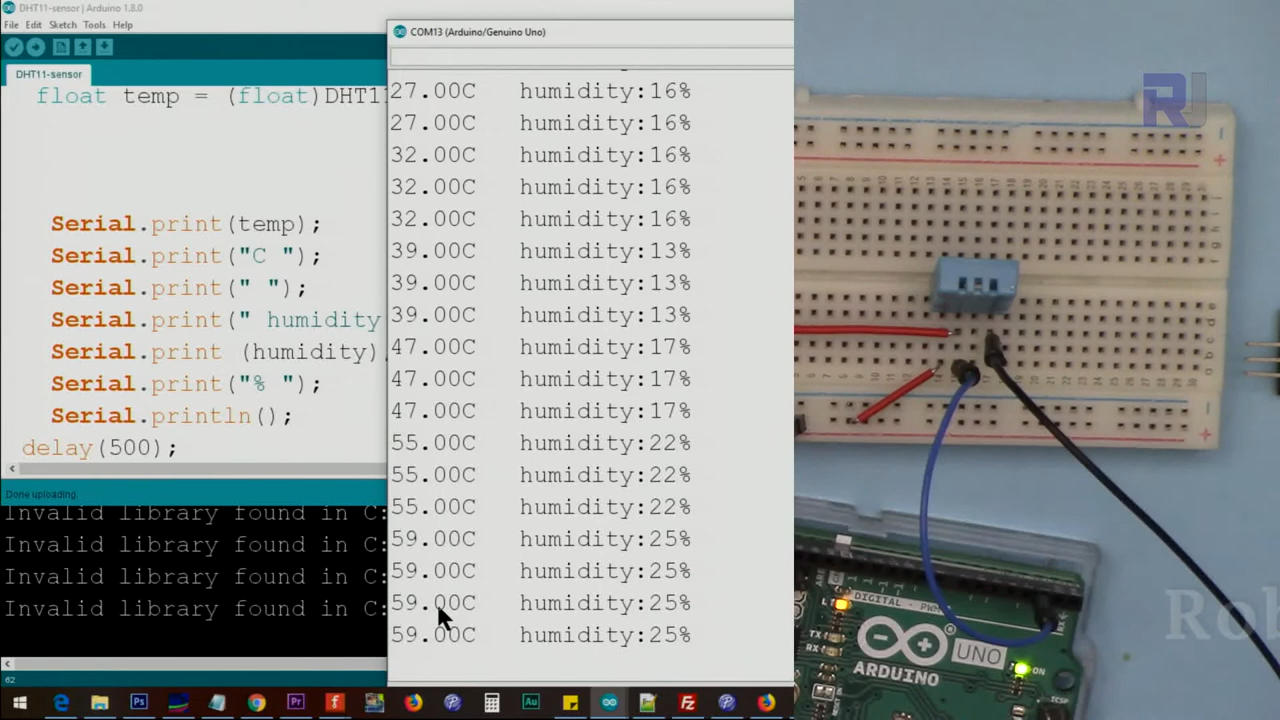 DHT11-sensor | Arduino 1.8.0
File Edit Sketch Tools Help
DHT11-sensor
float temp = (float)DHT11
Serial.print(temp);
Serial.print("C ");
Serial.print(" ");
Serial.print(" humidity
Serial.print (humidity)
Serial.print("% ");
Serial.println();
delay(500);
Done uploading.
Invalid library found in C:
Invalid library found in C:
Invalid library found in C:
Invalid library found in C:
62
COM13 (Arduino/Genuino Uno)
27.00C humidity:16%
27.00C humidity:16%
32.00C humidity:16%
32.00C humidity:16%
32.00C humidity:16%
39.00C humidity:13%
39.00C humidity:13%
39.00C humidity:13%
47.00C humidity:17%
47.00C humidity:17%
47.00C humidity:17%
55.00C humidity:22%
55.00C humidity:22%
55.00C humidity:22%
59.00C humidity:25%
59.00C humidity:25%
59.00C humidity:25%
59.00C humidity:25%
RJ
DIGITAL - PWM
L
TX
RX
UNO
ARDUINO
ON
ICSP
Rob